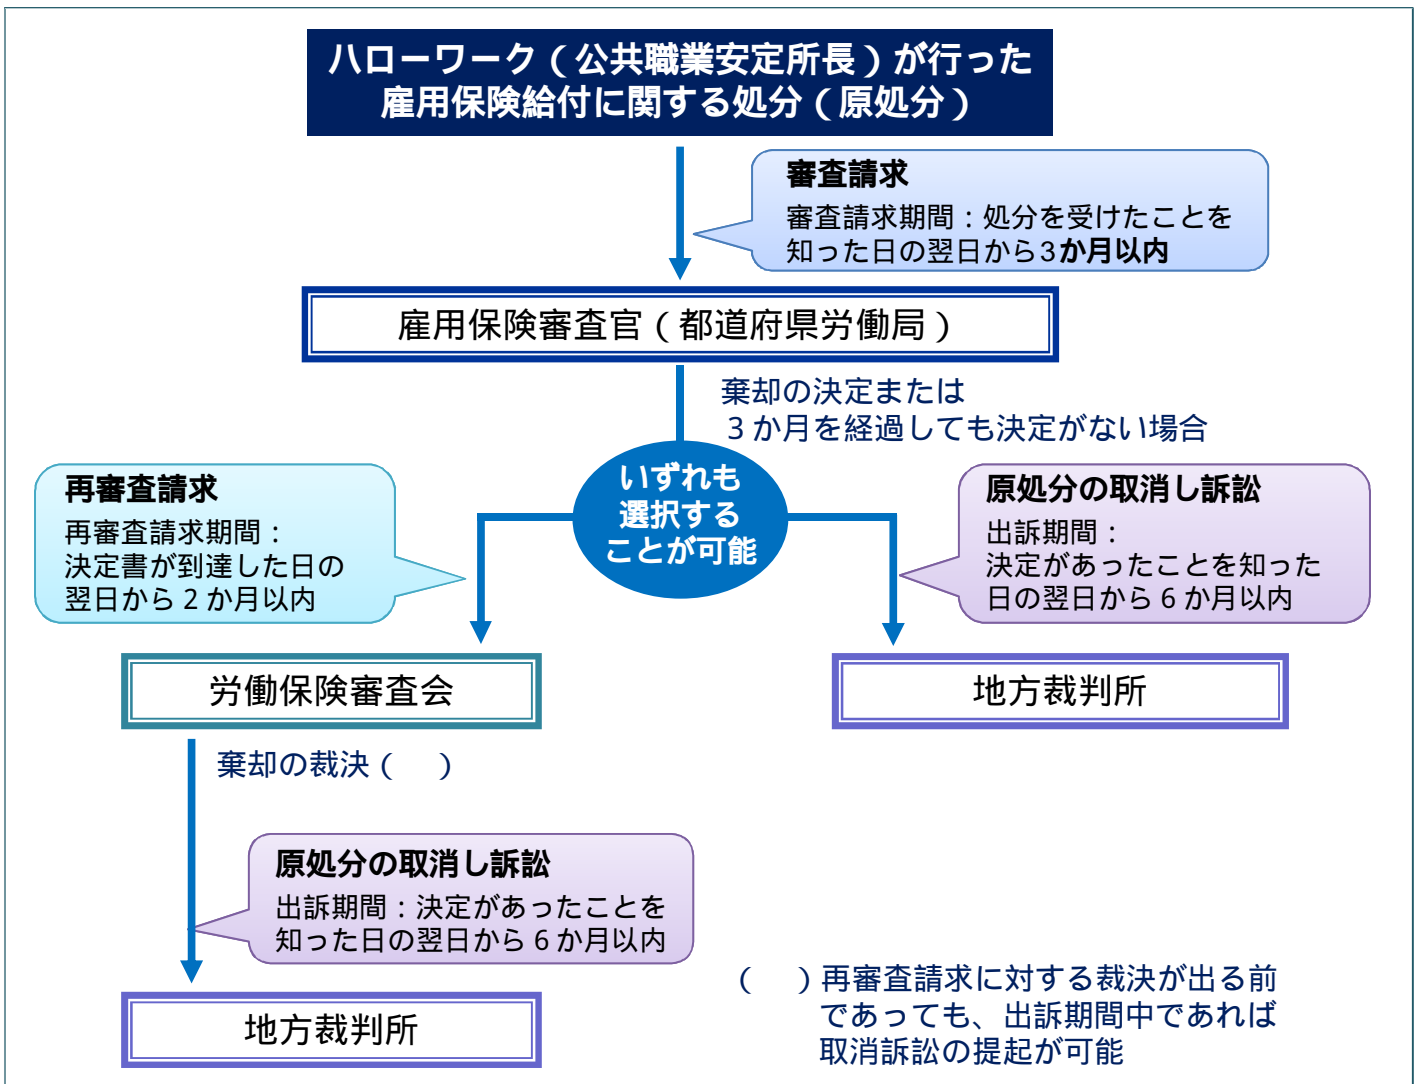 ハローワーク（公共職業安定所長）が行った
雇用保険給付に関する処分（原処分）
審査請求
審査請求期間：処分を受けたことを
知った日の翌日から3か月以内
雇用保険審査官（都道府県労働局）
棄却の決定または
３か月を経過しても決定がない場合
いずれも
選択する
ことが可能
再審査請求
再審査請求期間：
決定書が到達した日の
翌日から２か月以内
原処分の取消し訴訟
出訴期間：
決定があったことを知った
日の翌日から６か月以内
労働保険審査会
地方裁判所
棄却の裁決（　）
原処分の取消し訴訟
出訴期間：決定があったことを
知った日の翌日から６か月以内
地方裁判所
（　）再審査請求に対する裁決が出る前
であっても、出訴期間中であれば
取消訴訟の提起が可能